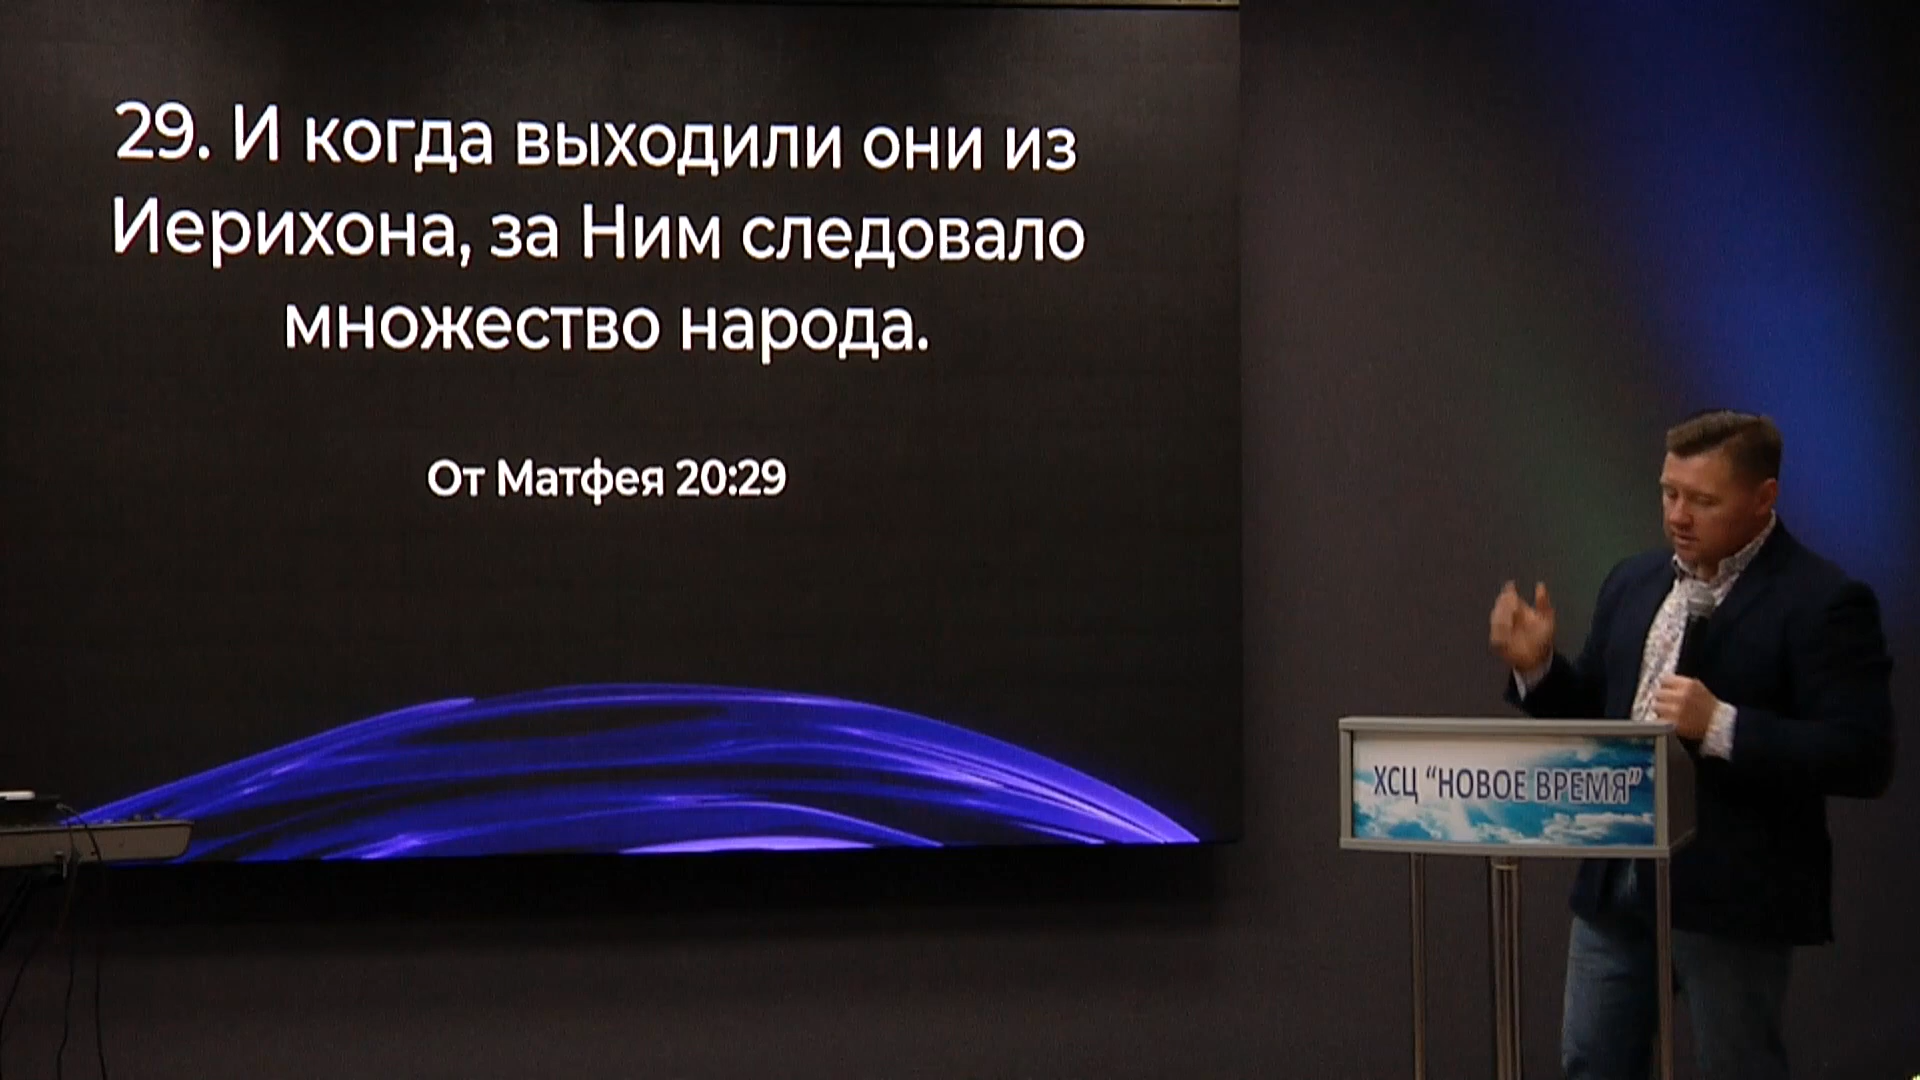 29. И когда выходили они из
Иерихона, за Ним следовало
множество народа.
От Матфея 20:29
ХСЦ “НОВОЕ ВРЕМЯ”